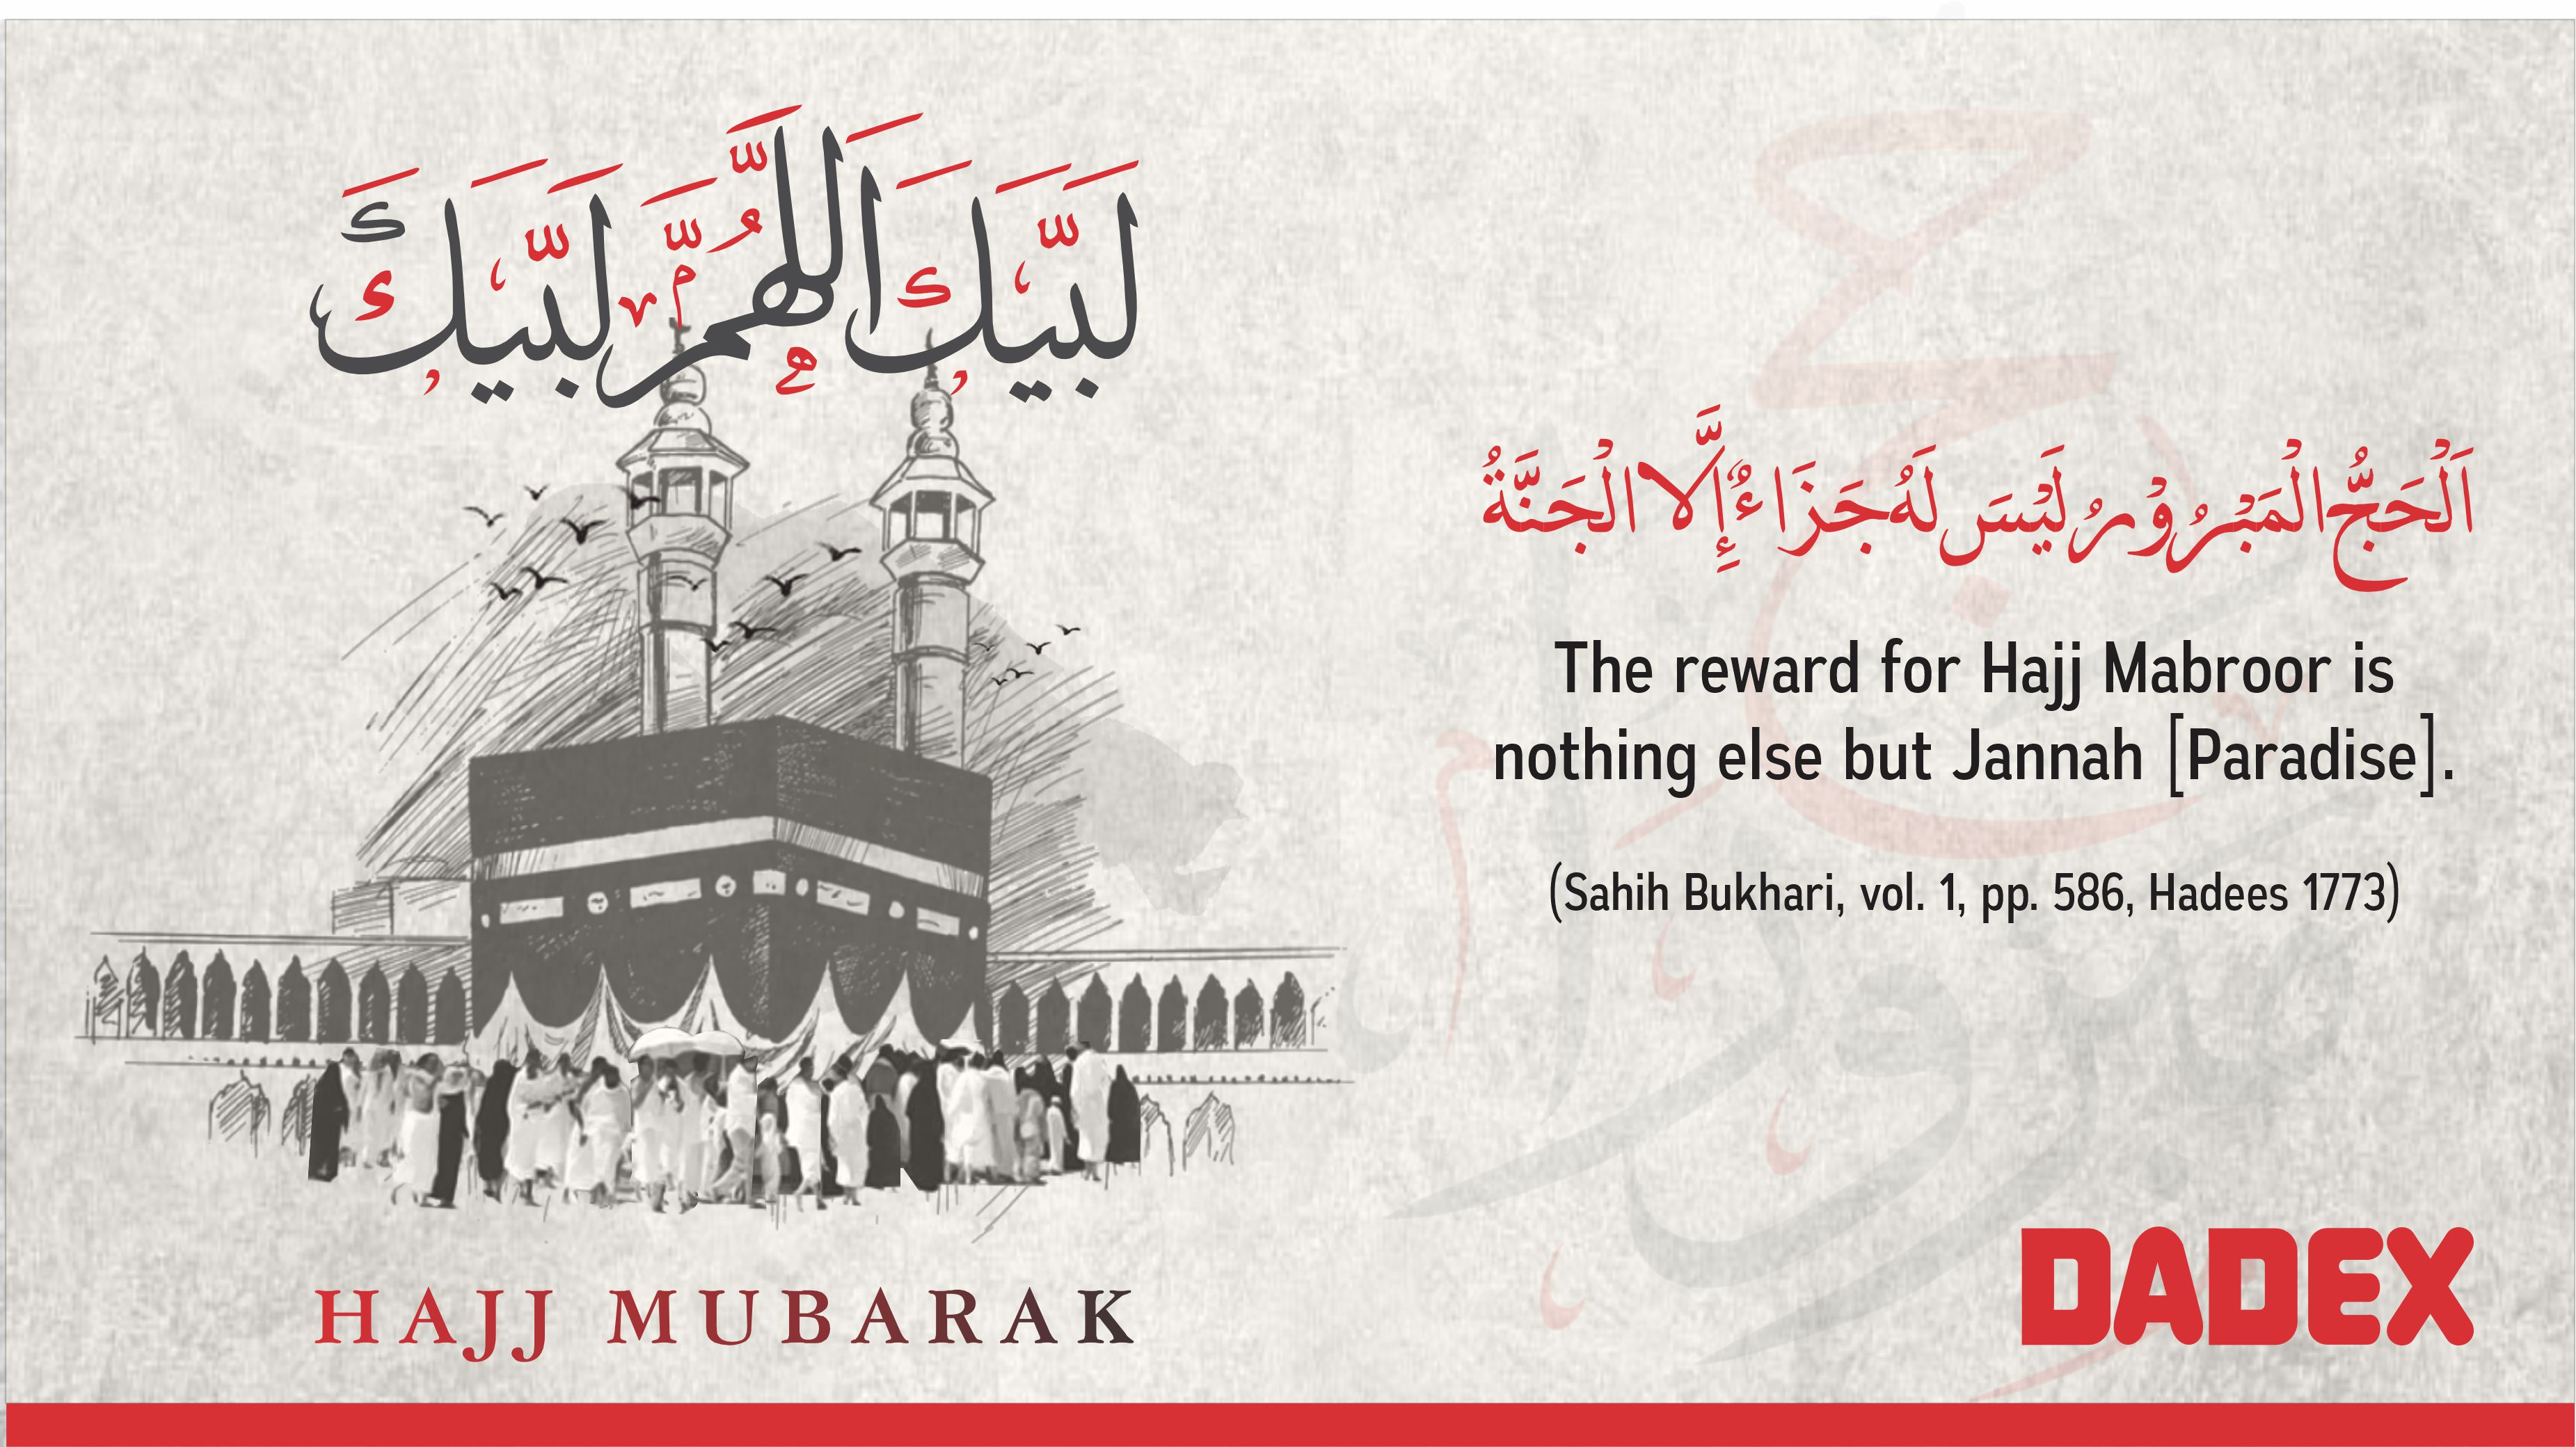 لَبَّيْكَ اللَّهُمَّ لَبَّيْكَ
HAJJ MUBARAK
اَلْحَجُّ الْمَبْرُوْرُ لَيْسَ لَهُ جَزَاءٌ إِلَّا الْجَنَّةُ
The reward for Hajj Mabroor is
nothing else but Jannah [Paradise].
(Sahih Bukhari, vol. 1, pp. 586, Hadees 1773)
DADEX